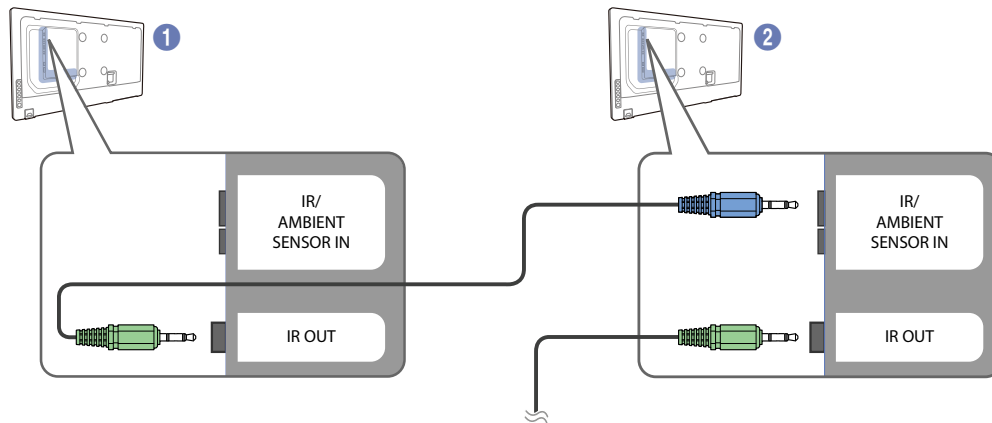 1
2
IR/
AMBIENT
SENSOR IN
IR OUT
IR/
AMBIENT
SENSOR IN
IR OUT